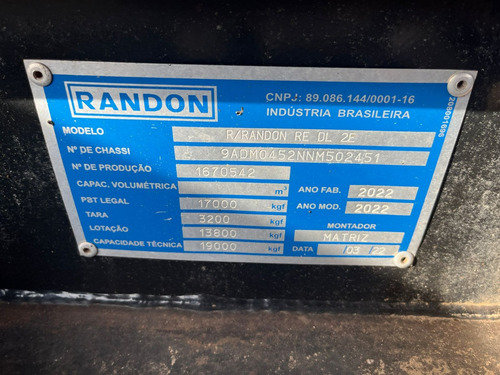 RANDON
CNPJ: 89.086.144/0001-16
INDÚSTRIA BRASILEIRA
208001696
MODELO R/RANDON RE DL 2E
Nº DE CHASSI 9ADM0452NNM502451
Nº DE PRODUÇÃO 1670542
CAPAC. VOLUMÉTRICA m³ ANO FAB. 2022
PBT LEGAL 17000 kgf ANO MOD. 2022
TARA 3200 kgf MONTADOR
LOTAÇÃO 13800 kgf MATRIZ
CAPACIDADE TÉCNICA 19000 kgf DATA /03 / 22